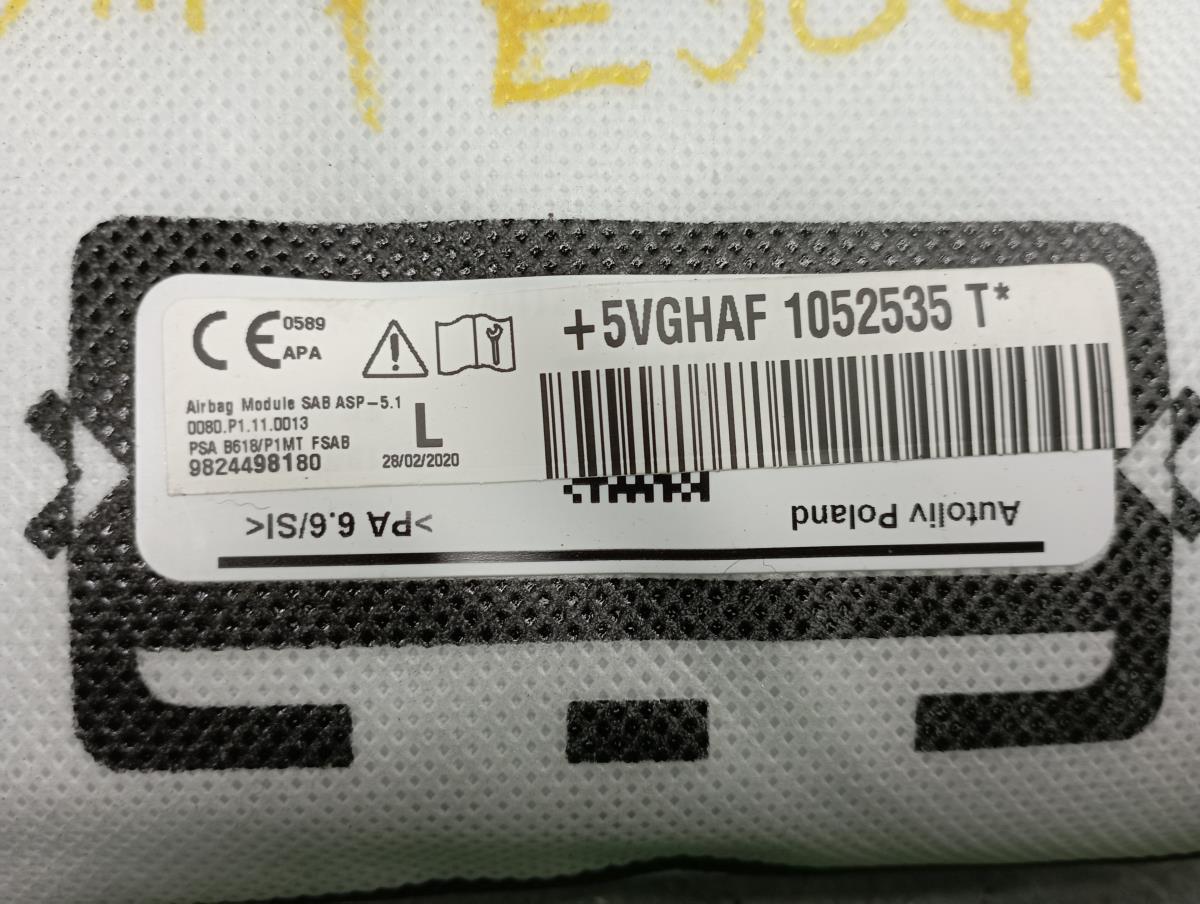 +5VGHAF 1052535 T*
CE 0589
APA
Airbag Module SAB ASP-5.1
0080.P1.11.0013
PSA B618/P1MT FSAB
9824498180
L
28/02/2020
>PA 6.6/SI<
Autoliv Poland